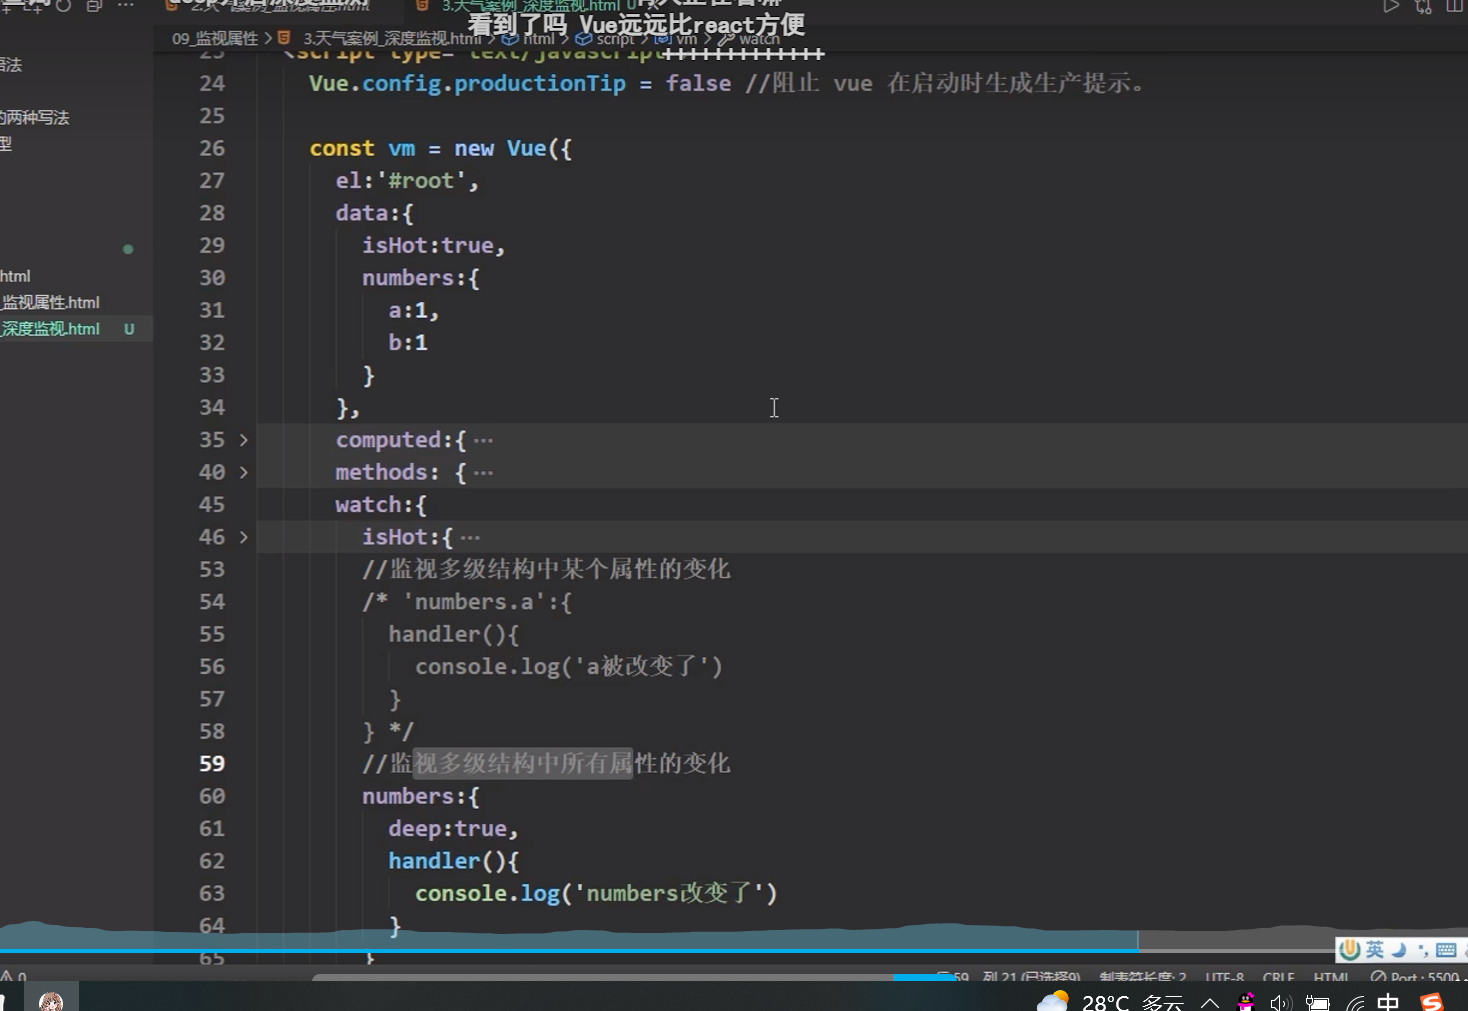 看到了吗 Vue远远比react方便
09_监视属性 > 3.天气案例_深度监视.html > html > script > vm > watch
语法
的两种写法
型
html
_监视属性.html
_深度监视.html U
24 Vue.config.productionTip = false //阻止 vue 在启动时生成生产提示。
25
26 const vm = new Vue({
27 el:'#root',
28 data:{
29 isHot:true,
30 numbers:{
31 a:1,
32 b:1
33 }
34 },
35 computed:{ ···
40 methods: { ···
45 watch:{
46 isHot:{ ···
53 //监视多级结构中某个属性的变化
54 /* 'numbers.a':{
55 handler(){
56 console.log('a被改变了')
57 }
58 } */
59 //监视多级结构中所有属性的变化
60 numbers:{
61 deep:true,
62 handler(){
63 console.log('numbers改变了')
64 }
65 }
英
0 59, 列 21 (已选择9) 制表符长度: 2 UTF-8 CRLF HTML Port : 5500
28°C 多云 中